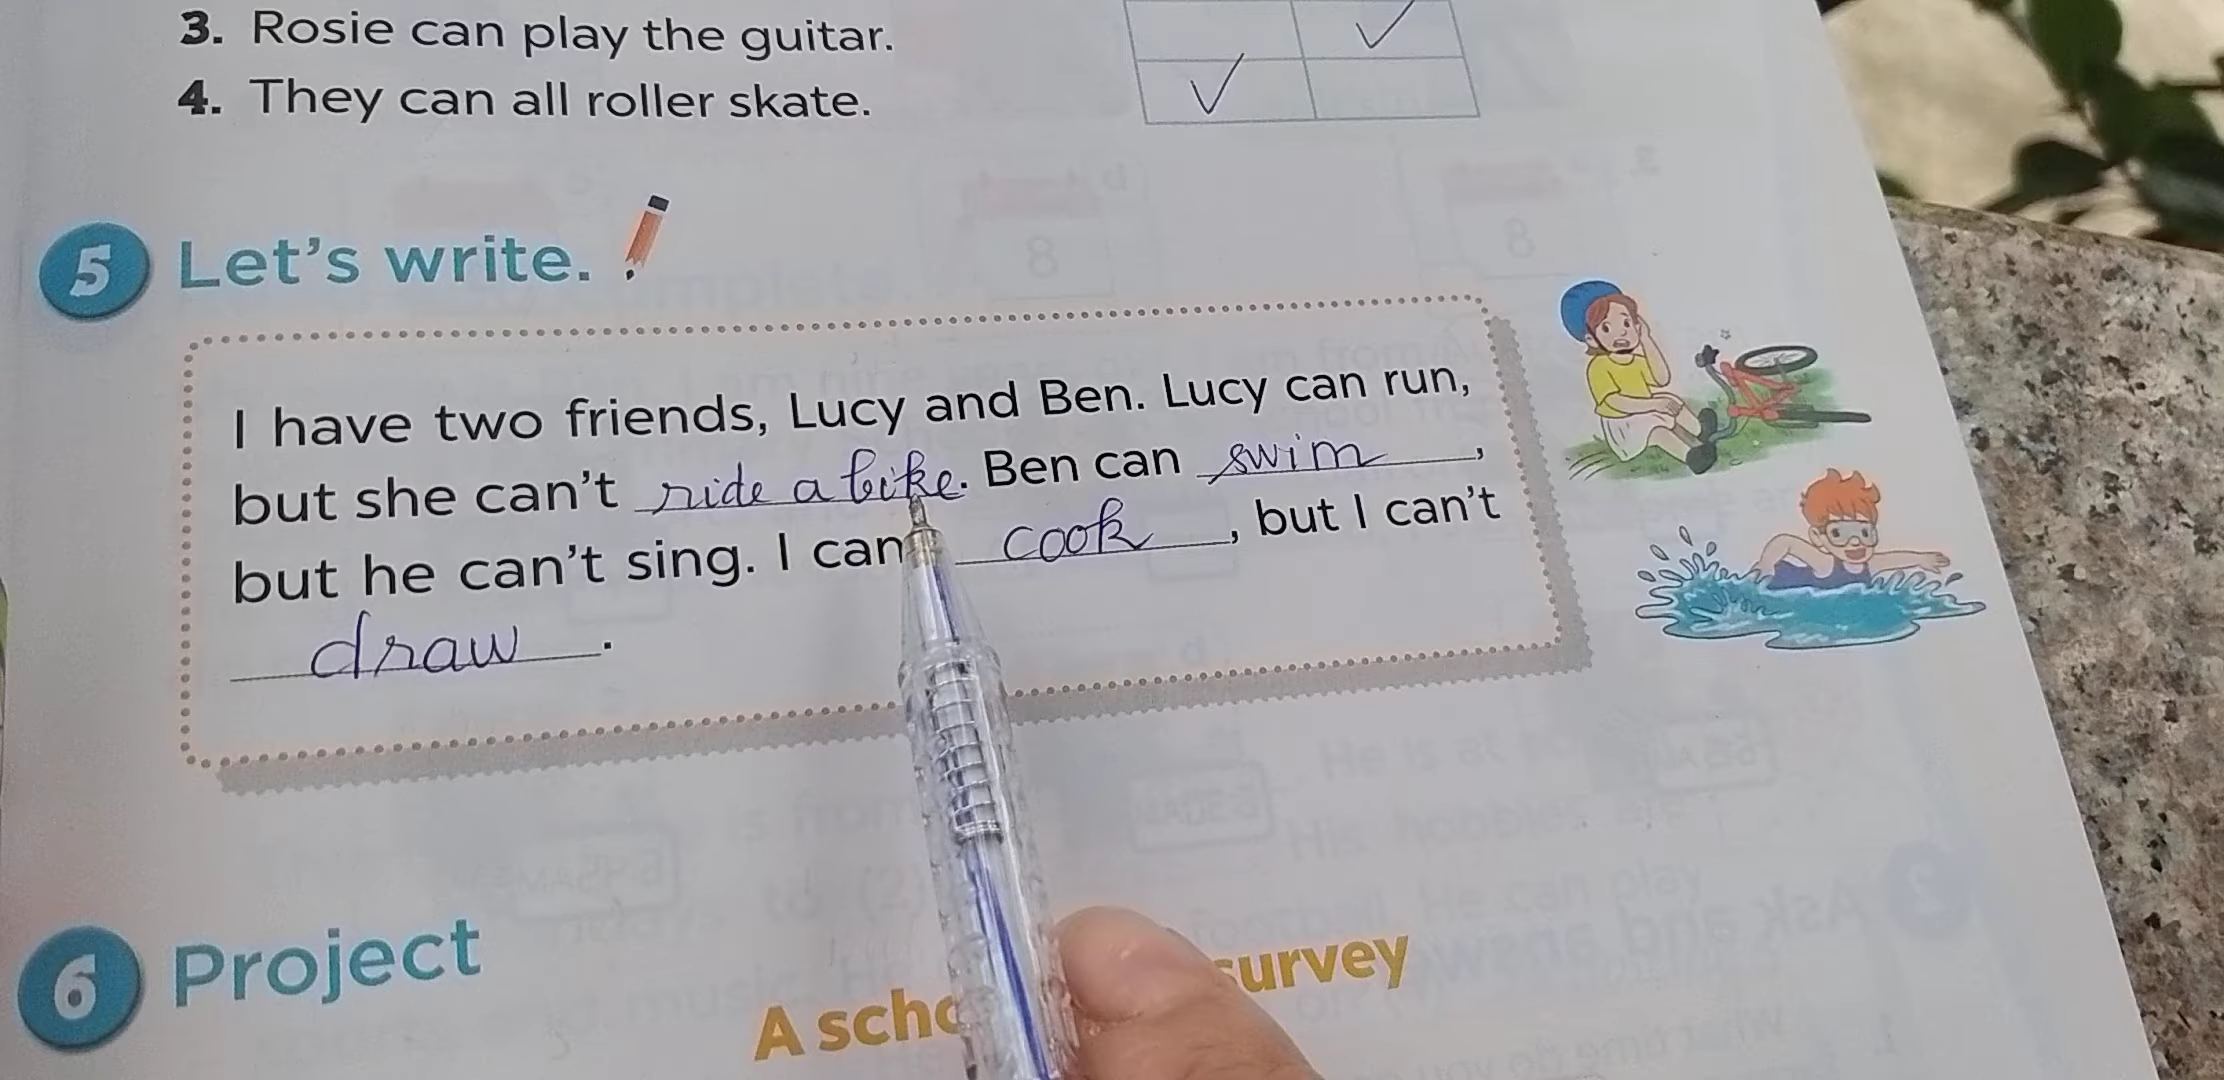 3. Rosie can play the guitar.
4. They can all roller skate.
5 Let's write.
I have two friends, Lucy and Ben. Lucy can run,
but she can't ride a bike. Ben can swim,
but he can't sing. I can cook, but I can't
draw.
6 Project
A survey